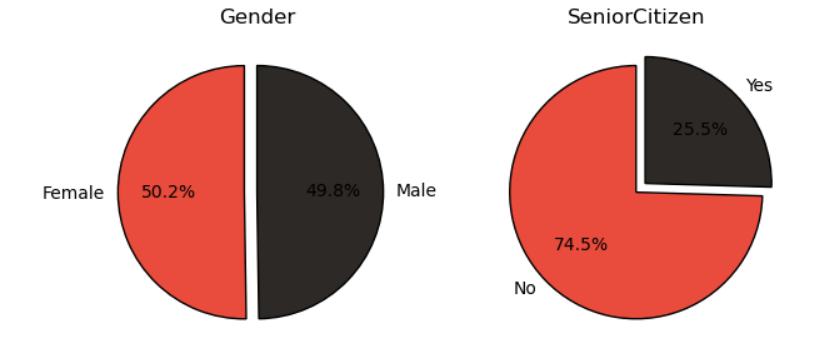 Gender
Female
50.2%
49.8%
Male
SeniorCitizen
Yes
25.5%
74.5%
No